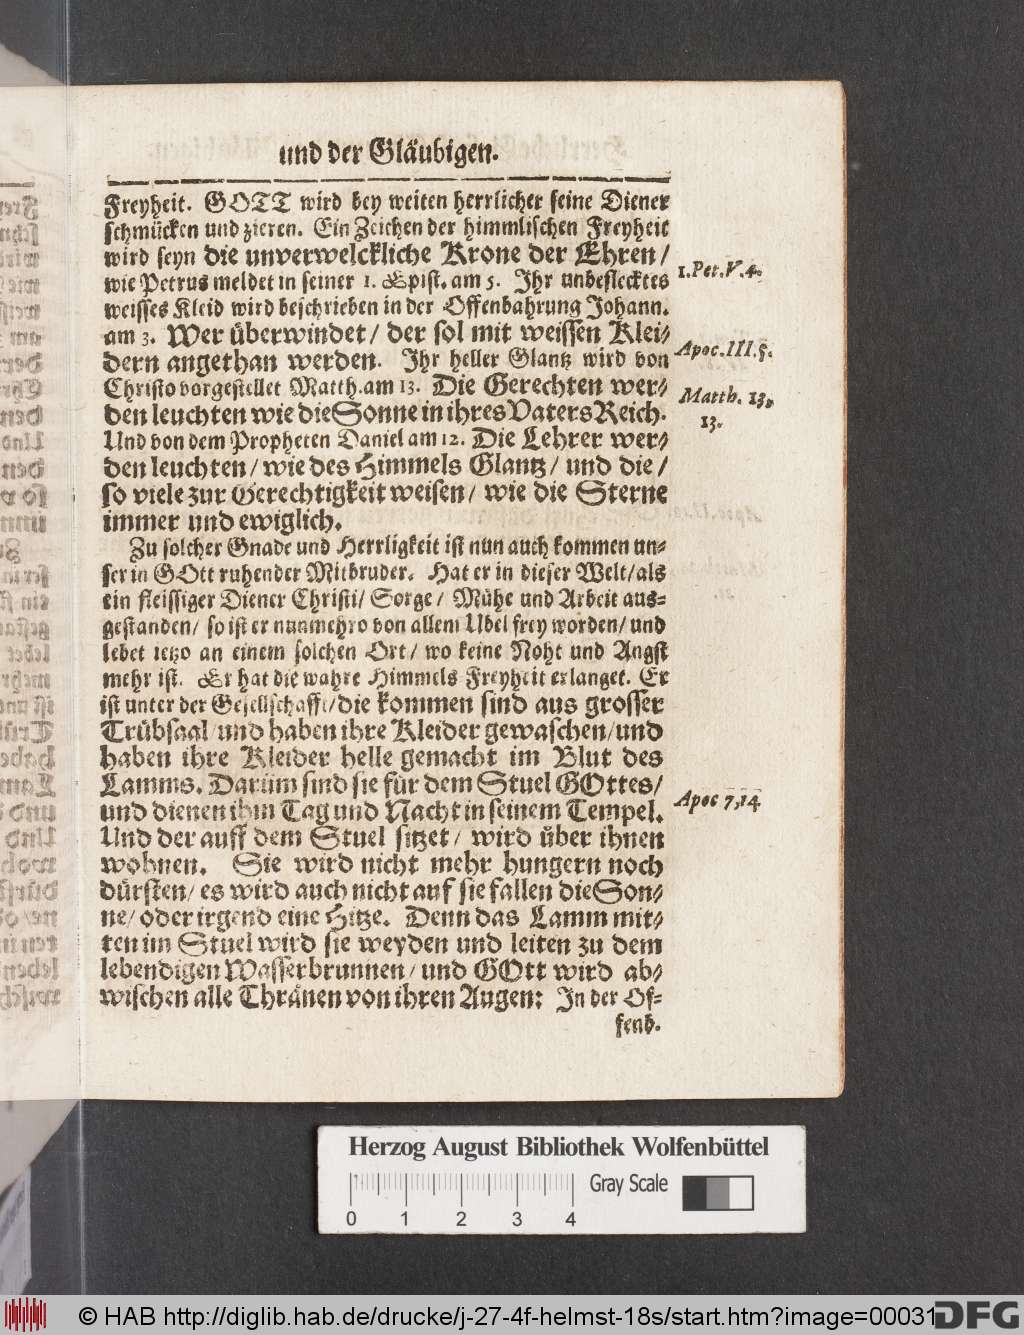 und der Gläubigen.
Freyheit. GOTT wird bey weiten herrlicher seine Diener
schmücken und zieren. Ein Zeichen der himmlischen Freyheit
wird seyn die unverwelckliche Krone der Ehren/
wie Petrus meldet in seiner 1. Epist. am 5. Ihr unbeflecktes
weisses Kleid wird beschrieben in der Offenbahrung Johann.
am 3. Wer überwindet/ der sol mit weissen Klei-
dern angethan werden. Ihr heller Glantz wird von
Christo vorgestellet Matth. am 13. Die Gerechten wer-
den leuchten wie die Sonne in ihres Vaters Reich.
Und von dem Propheten Daniel am 12. Die Lehrer wer-
den leuchten/ wie des Himmels Glantz/ und die/
so viele zur Gerechtigkeit weisen/ wie die Sterne
immer und ewiglich.
Zu solcher Gnade und Herrligkeit ist nun auch kommen un-
ser in GOtt ruhender Mitbruder. Hat er in dieser Welt/ als
ein fleissiger Diener Christi/ Sorge/ Mühe und Arbeit aus-
gestanden/ so ist er nunmehro von allem Ubel frey worden/ und
lebet ietzo an einem solchen Ort/ wo keine Noht und Angst
mehr ist. Er hat die wahre Himmels Freyheit erlanget. Er
ist unter der Gesellschafft/ die kommen sind aus grosser
Trübsaal/ und haben ihre Kleider gewaschen/ und
haben ihre Kleider helle gemacht im Blut des
Lamms. Darüm sind sie für dem Stuel GOttes/
und dienen ihm Tag und Nacht in seinem Tempel.
Und der auff dem Stuel sitzet/ wird über ihnen
wohnen. Sie wird nicht mehr hungern noch
dürsten/ es wird auch nicht auf sie fallen die Son-
ne/ oder irgend eine Hitze. Denn das Lamm mit-
ten im Stuel wird sie weyden und leiten zu dem
lebendigen Wasserbrunnen/ und GOtt wird ab-
wischen alle Thränen von ihren Augen: In der Of-
fenb.
1. Pet. V. 4.
Apoc. III. 5.
Matth. 13,
13.
Apoc 7, 14
Herzog August Bibliothek Wolfenbüttel
Gray Scale
0 1 2 3 4
© HAB http://diglib.hab.de/drucke/j-27-4f-helmst-18s/start.htm?image=00031
DFG